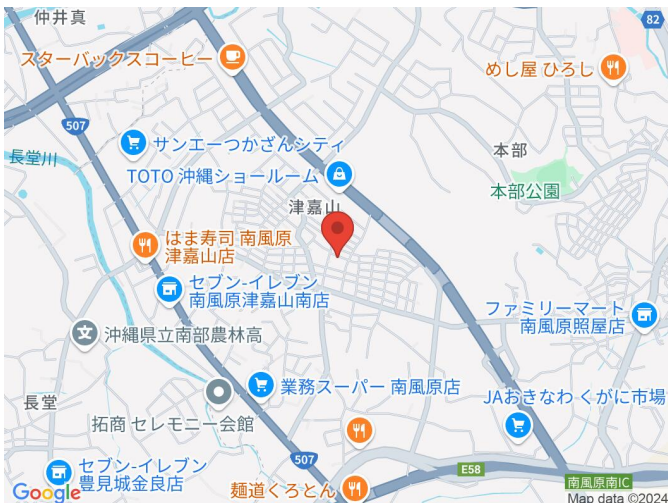 仲井真
82
スターバックスコーヒー
めし屋 ひろし
507
長堂川
サンエーつかざんシティ
本部
TOTO 沖縄ショールーム
本部公園
津嘉山
はま寿司 南風原
津嘉山店
セブン-イレブン
南風原津嘉山南店
ファミリーマート
南風原照屋店
沖縄県立南部農林高
業務スーパー 南風原店
JAおきなわ くがに市場
長堂
拓商 セレモニー会館
507
E58
セブン-イレブン
豊見城金良店
南風原南IC
麺道くろとん
Google
Map data ©2024